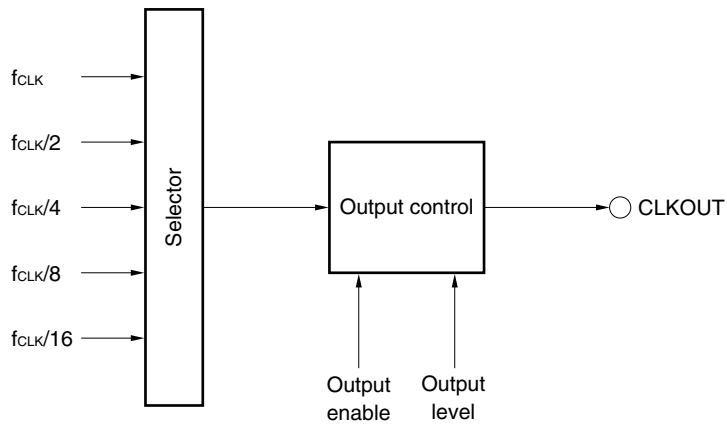 fCLK
fCLK/2
fCLK/4
fCLK/8
fCLK/16
Selector
Output control
CLKOUT
Output
enable
Output
level